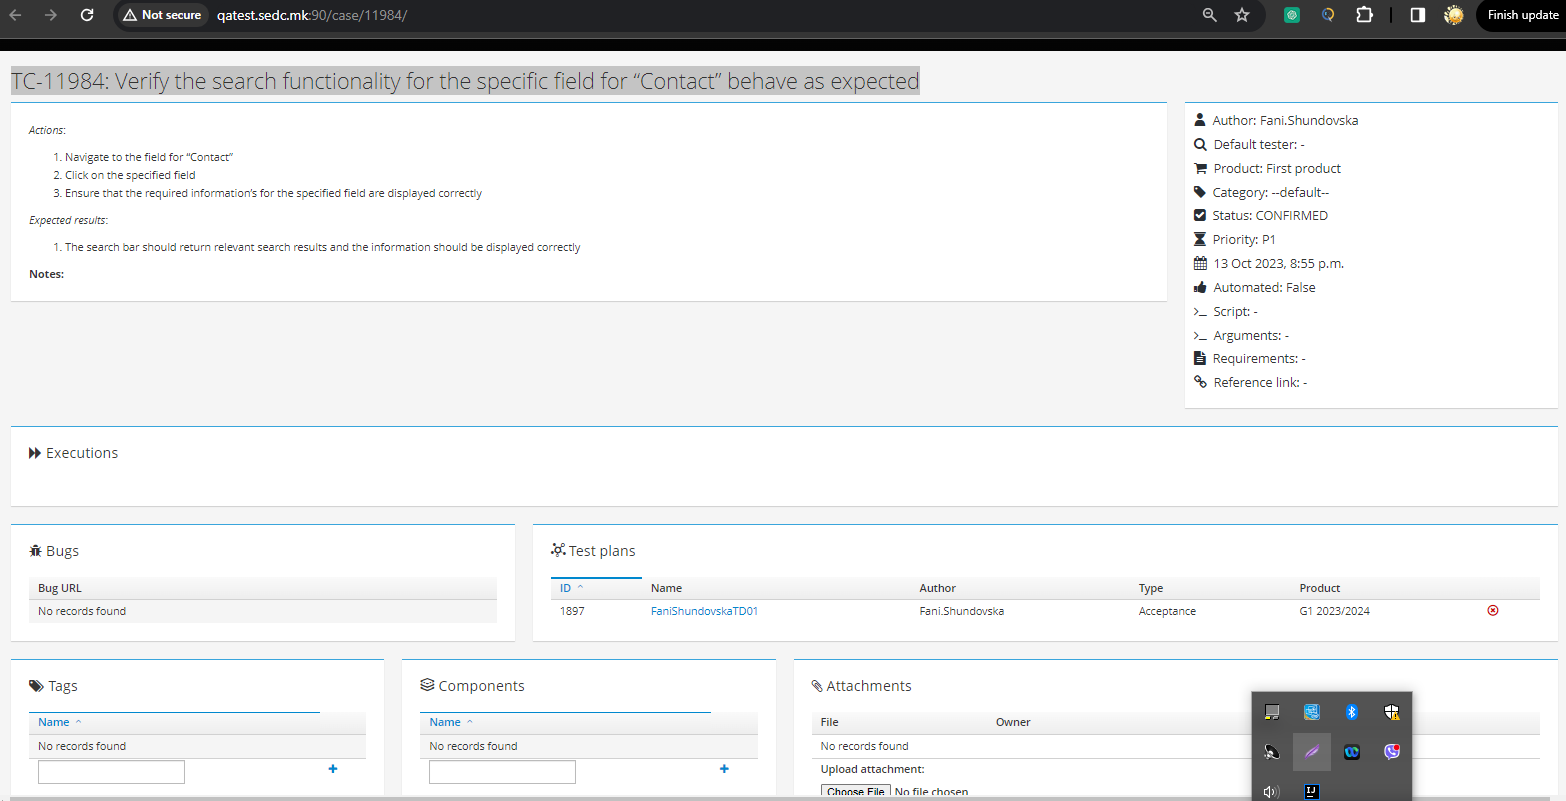 Not secure
qatest.sedc.mk:90/case/11984/
Finish update
TC-11984: Verify the search functionality for the specific field for “Contact” behave as expected
Actions:
1. Navigate to the field for “Contact”
2. Click on the specified field
3. Ensure that the required information’s for the specified field are displayed correctly
Expected results:
1. The search bar should return relevant search results and the information should be displayed correctly
Notes:
Author: Fani.Shundovska
Default tester: -
Product: First product
Category: --default--
Status: CONFIRMED
Priority: P1
13 Oct 2023, 8:55 p.m.
Automated: False
>_ Script: -
>_ Arguments: -
Requirements: -
Reference link: -
Executions
Bugs
Bug URL
No records found
Test plans
ID Name Author Type Product
1897 FaniShundovskaTD01 Fani.Shundovska Acceptance G1 2023/2024
Tags
Name
No records found
Components
Name
No records found
Attachments
File Owner
No records found
Upload attachment:
Choose File No file chosen
IJ